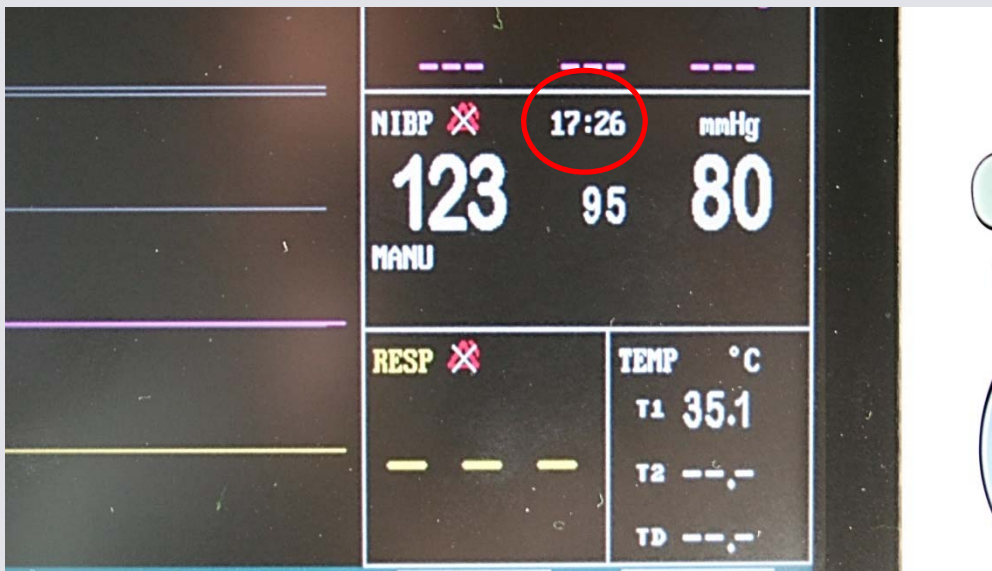 --- --- ---
NIBP 17:26 mmHg
123 95 80
MANU
RESP TEMP °C
T1 35.1
--- T2 --.-
TD --.-